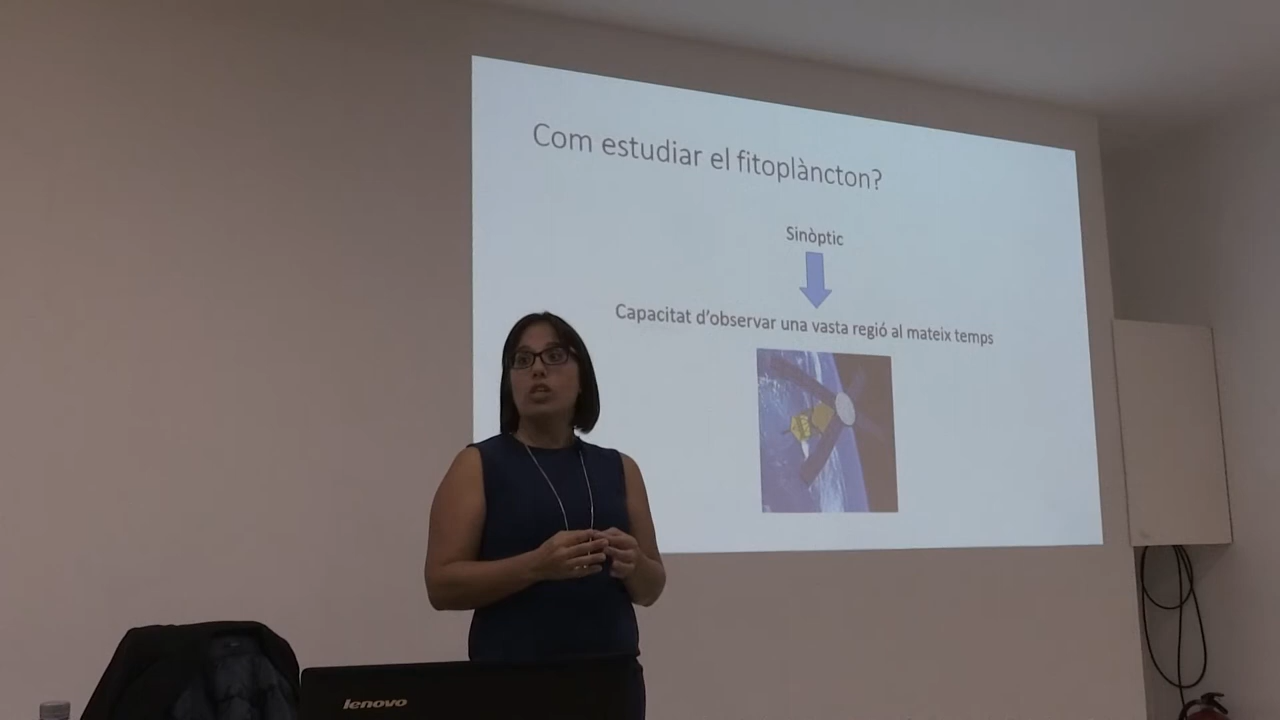 Com estudiar el fitoplàncton?
Sinòptic
Capacitat d'observar una vasta regió al mateix temps
lenovo